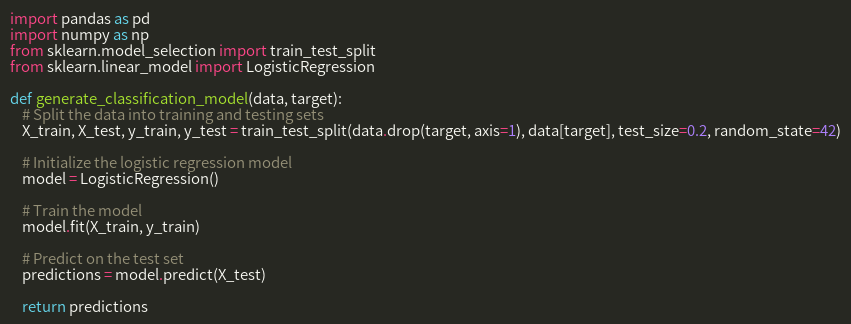 import pandas as pd
import numpy as np
from sklearn.model_selection import train_test_split
from sklearn.linear_model import LogisticRegression
def generate_classification_model(data, target):
# Split the data into training and testing sets
X_train, X_test, y_train, y_test = train_test_split(data.drop(target, axis=1), data[target], test_size=0.2, random_state=42)
# Initialize the logistic regression model
model = LogisticRegression()
# Train the model
model.fit(X_train, y_train)
# Predict on the test set
predictions = model.predict(X_test)
return predictions